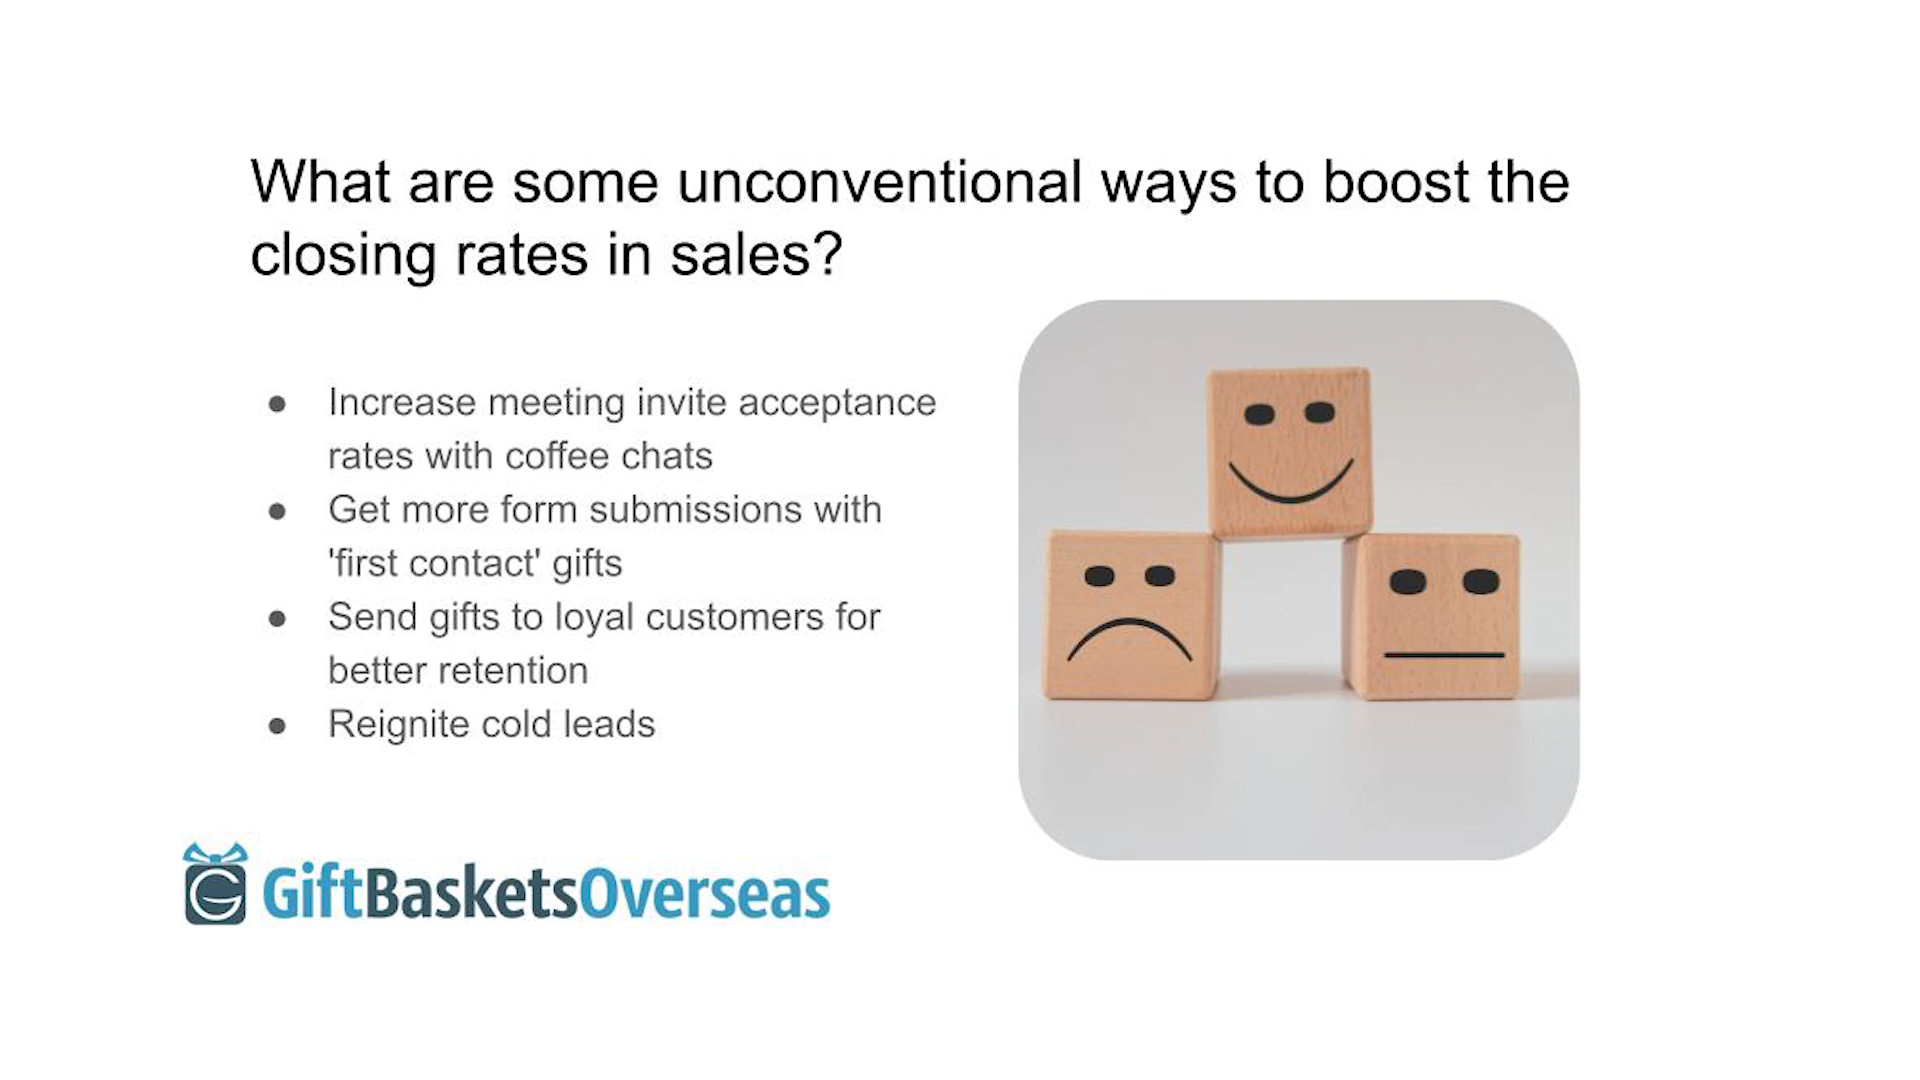 What are some unconventional ways to boost the
closing rates in sales?
● Increase meeting invite acceptance
rates with coffee chats
● Get more form submissions with
'first contact' gifts
● Send gifts to loyal customers for
better retention
● Reignite cold leads
GiftBasketsOverseas